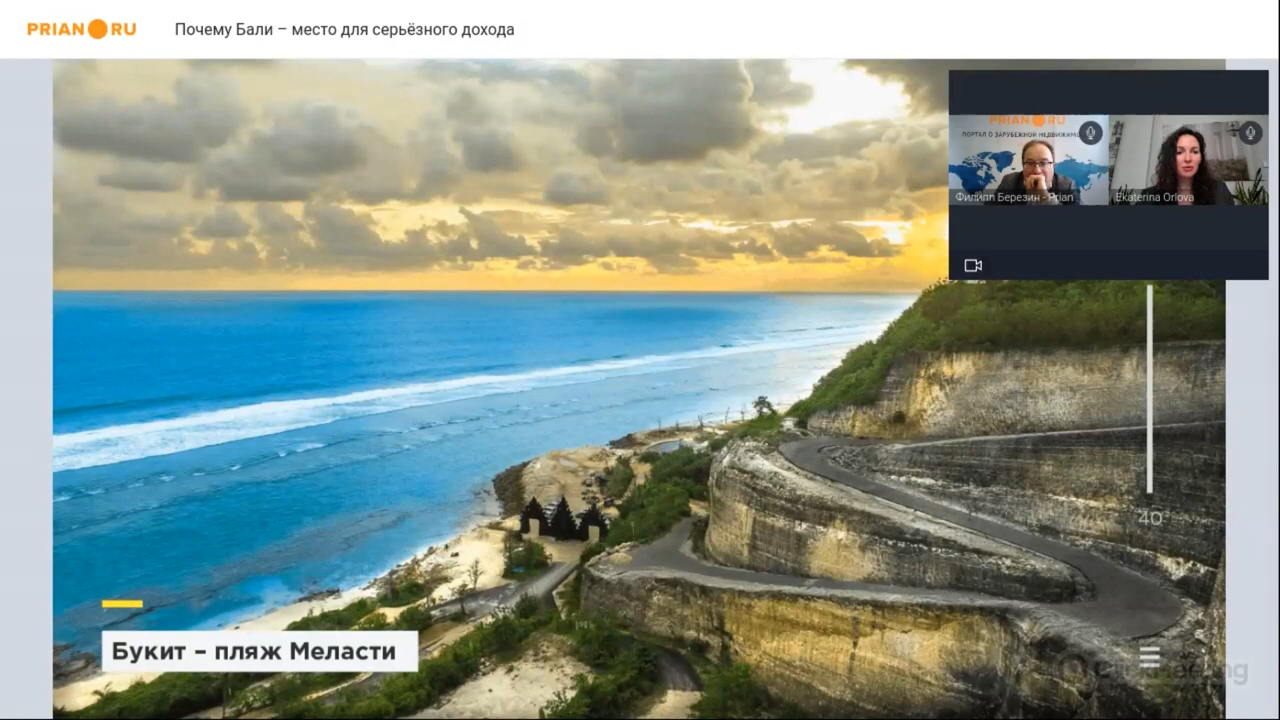 PRIAN RU
Почему Бали – место для серьёзного дохода
PRIAN RU
ПОРТАЛ О ЗАРУБЕЖНОЙ
Филипп Березин - Prian
Ekaterina Orlova
40
Букит – пляж Меласти